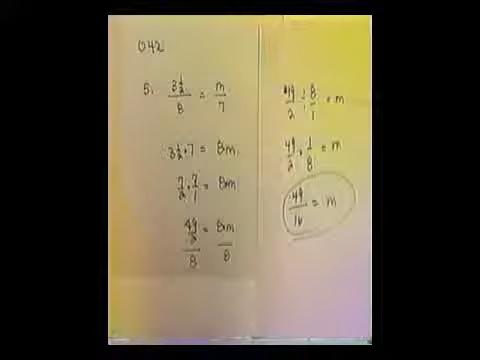 042
5. 3½/8 = m/7
3½ · 7 = 8m
7/2 · 7/1 = 8m
49/2/8 = 8m/8
49/2 ÷ 8/1 = m
49/2 · 1/8 = m
49/16 = m